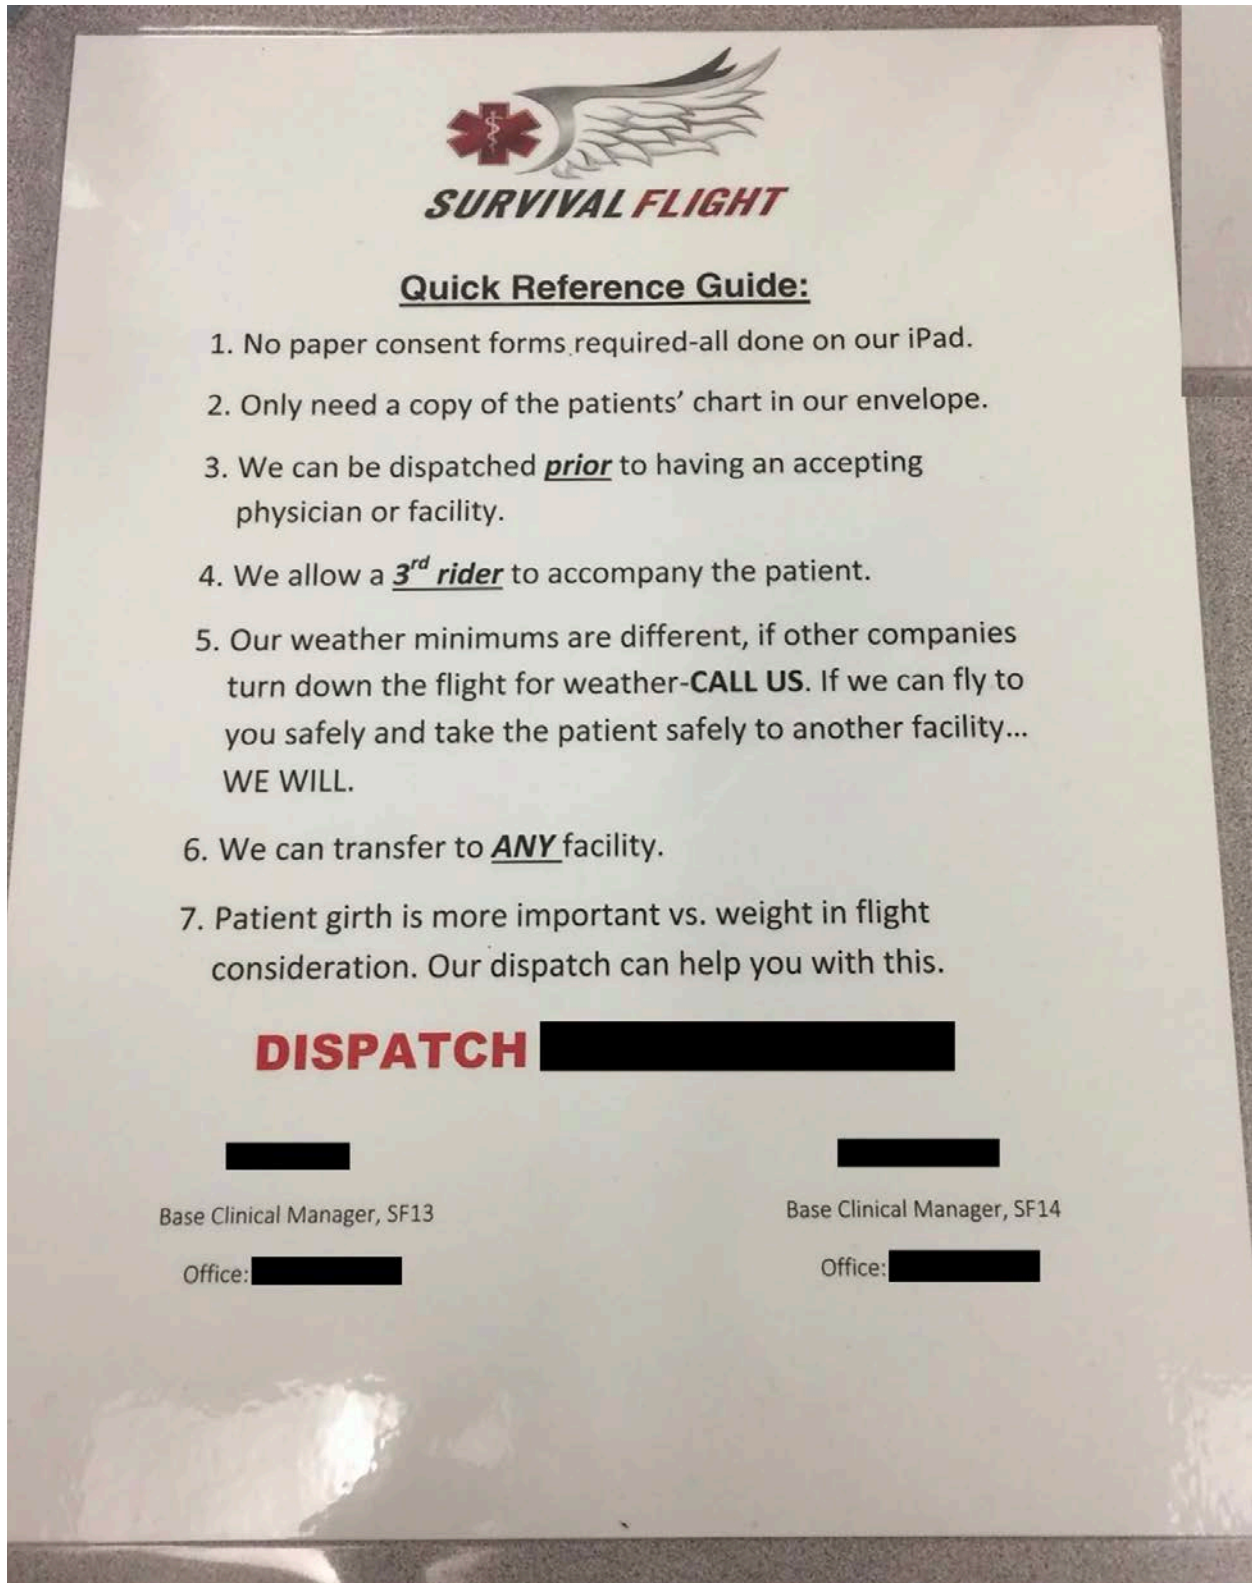 SURVIVAL FLIGHT
Quick Reference Guide:
1. No paper consent forms required-all done on our iPad.
2. Only need a copy of the patients’ chart in our envelope.
3. We can be dispatched prior to having an accepting
physician or facility.
4. We allow a 3rd rider to accompany the patient.
5. Our weather minimums are different, if other companies
turn down the flight for weather-CALL US. If we can fly to
you safely and take the patient safely to another facility...
WE WILL.
6. We can transfer to ANY facility.
7. Patient girth is more important vs. weight in flight
consideration. Our dispatch can help you with this.
DISPATCH
Base Clinical Manager, SF13
Base Clinical Manager, SF14
Office:
Office: